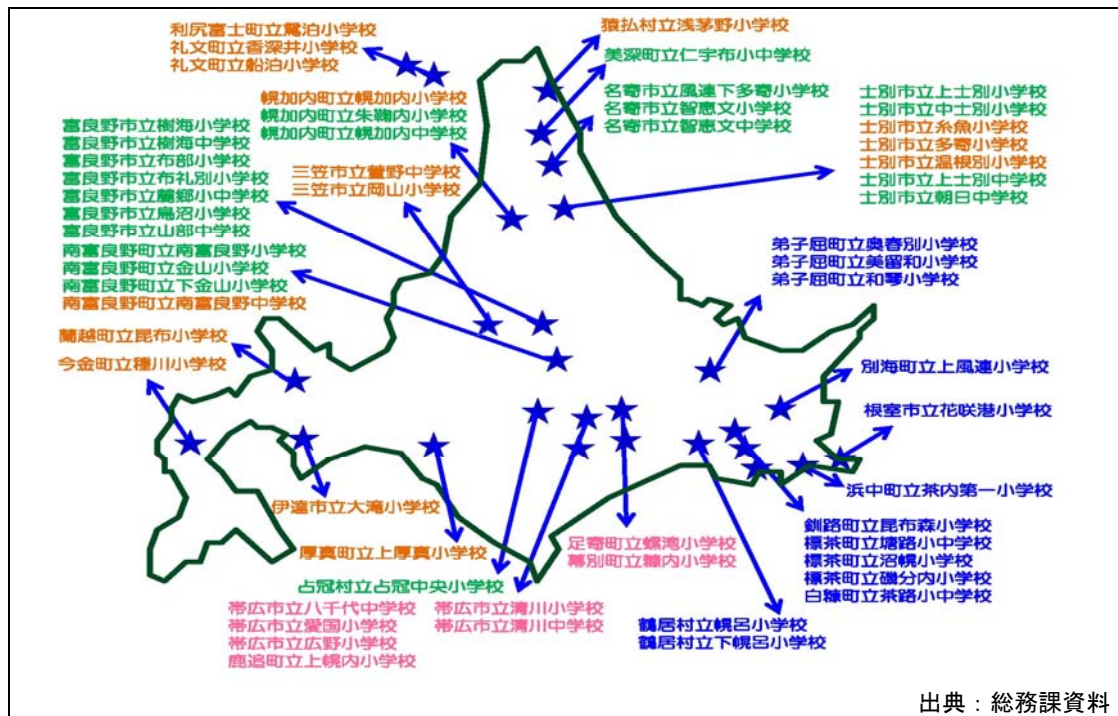 利尻富士町立鴛泊小学校
礼文町立香深井小学校
礼文町立船泊小学校
猿払村立浅茅野小学校
美深町立仁宇布小中学校
名寄市立風連下多寄小学校
名寄市立智恵文小学校
名寄市立智恵文中学校
士別市立上士別小学校
士別市立中士別小学校
士別市立糸魚小学校
士別市立多寄小学校
士別市立温根別小学校
士別市立上士別中学校
士別市立朝日中学校
幌加内町立幌加内小学校
幌加内町立朱鞠内小学校
幌加内町立幌加内中学校
富良野市立樹海小学校
富良野市立樹海中学校
富良野市立布部小学校
富良野市立布礼別小学校
富良野市立麓郷小中学校
富良野市立鳥沼小学校
富良野市立山部中学校
三笠市立萱野中学校
三笠市立岡山小学校
南富良野町立南富良野小学校
南富良野町立金山小学校
南富良野町立下金山小学校
南富良野町立南富良野中学校
弟子屈町立奥春別小学校
弟子屈町立美留和小学校
弟子屈町立和琴小学校
蘭越町立昆布小学校
今金町立種川小学校
別海町立上風連小学校
根室市立花咲港小学校
浜中町立茶内第一小学校
伊達市立大滝小学校
厚真町立上厚真小学校
占冠村立占冠中央小学校
足寄町立螺湾小学校
幕別町立糠内小学校
釧路町立昆布森小学校
標茶町立塘路小中学校
標茶町立沼幌小学校
標茶町立磯分内小学校
白糠町立茶路小中学校
帯広市立八千代中学校
帯広市立愛国小学校
帯広市立広野小学校
鹿追町立上幌内小学校
帯広市立清川小学校
帯広市立清川中学校
鶴居村立幌呂小学校
鶴居村立下幌呂小学校
出典：総務課資料